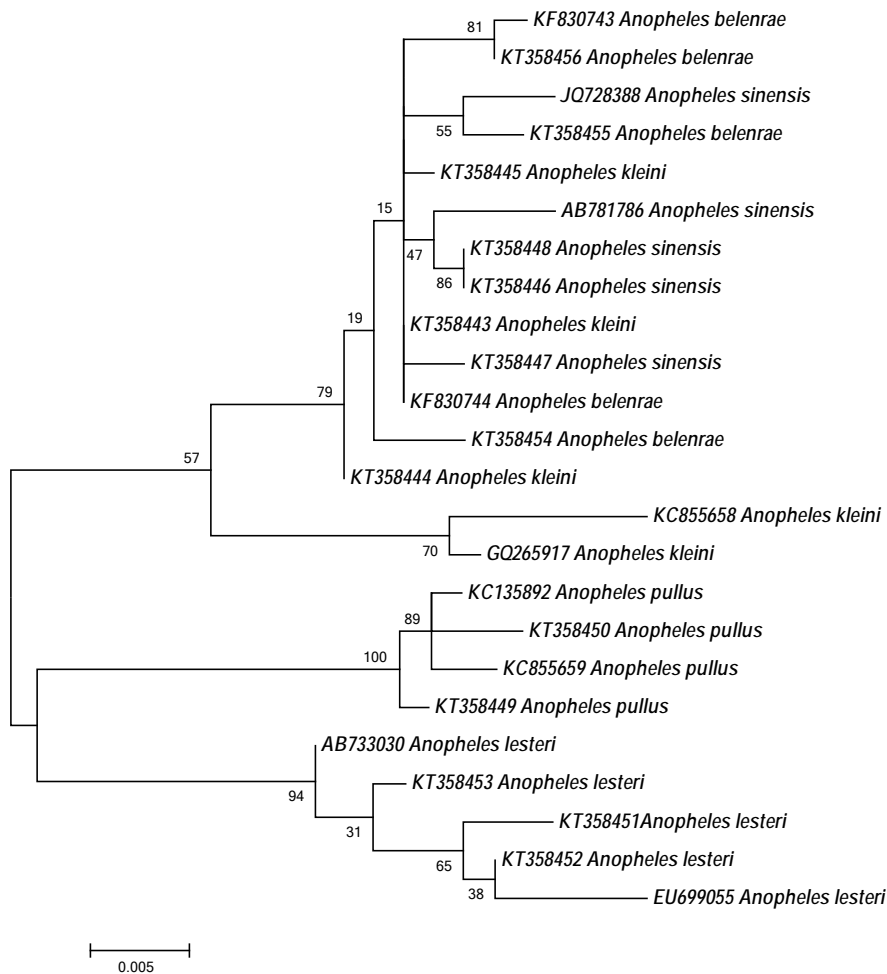 81
KF830743 Anopheles belenrae
KT358456 Anopheles belenrae
JQ728388 Anopheles sinensis
55
KT358455 Anopheles belenrae
KT358445 Anopheles kleini
15
AB781786 Anopheles sinensis
47
KT358448 Anopheles sinensis
86
KT358446 Anopheles sinensis
19
KT358443 Anopheles kleini
KT358447 Anopheles sinensis
79
KF830744 Anopheles belenrae
KT358454 Anopheles belenrae
57
KT358444 Anopheles kleini
KC855658 Anopheles kleini
70
GQ265917 Anopheles kleini
KC135892 Anopheles pullus
89
KT358450 Anopheles pullus
100
KC855659 Anopheles pullus
KT358449 Anopheles pullus
AB733030 Anopheles lesteri
94
KT358453 Anopheles lesteri
31
KT358451Anopheles lesteri
65
KT358452 Anopheles lesteri
38
EU699055 Anopheles lesteri
0.005